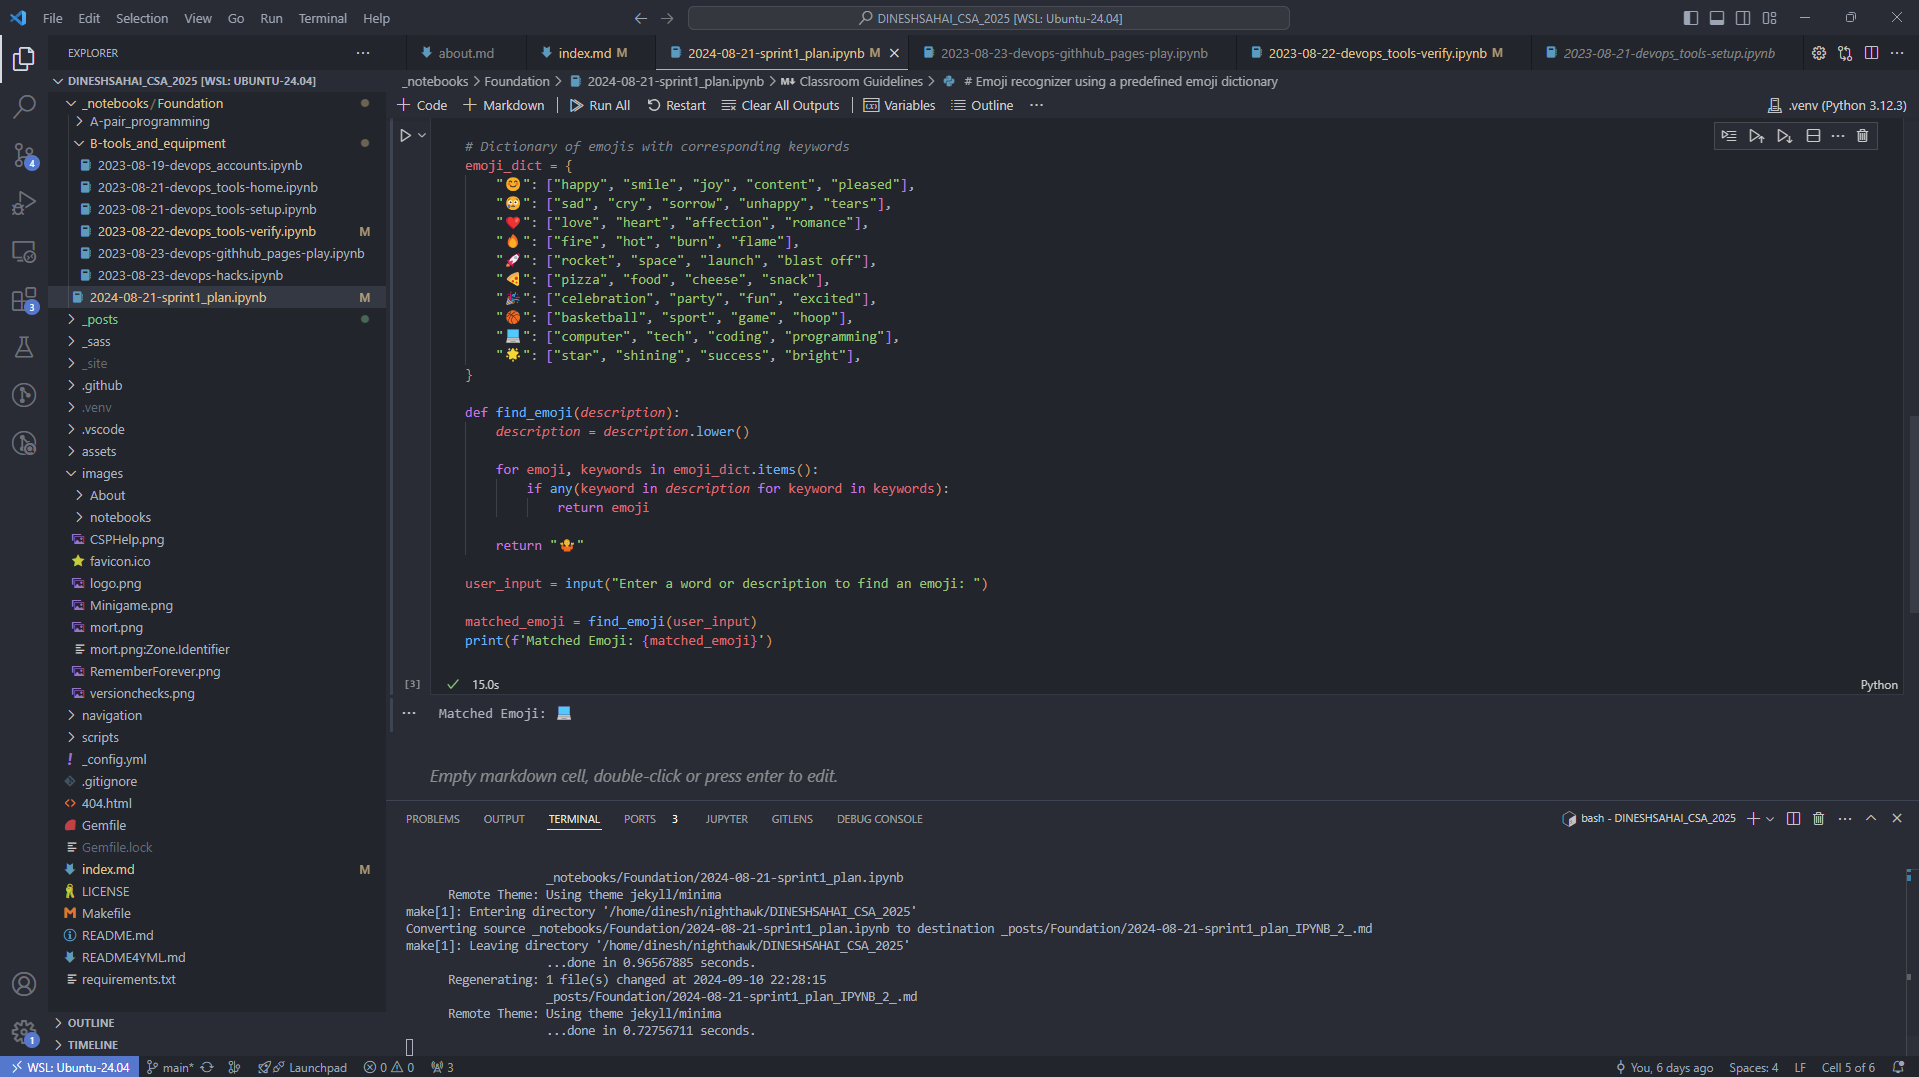 File Edit Selection View Go Run Terminal Help
DINESHSAHAI_CSA_2025 [WSL: Ubuntu-24.04]
EXPLORER
DINESHSAHAI_CSA_2025 [WSL: UBUNTU-24.04]
_notebooks / Foundation
A-pair_programming
B-tools_and_equipment
2023-08-19-devops_accounts.ipynb
2023-08-21-devops_tools-home.ipynb
2023-08-21-devops_tools-setup.ipynb
2023-08-22-devops_tools-verify.ipynb M
2023-08-23-devops-githhub_pages-play.ipynb
2023-08-23-devops-hacks.ipynb
2024-08-21-sprint1_plan.ipynb M
_posts
_sass
_site
.github
.venv
.vscode
assets
images
About
notebooks
CSPHelp.png
favicon.ico
logo.png
Minigame.png
mort.png
mort.png:Zone.Identifier
RememberForever.png
versionchecks.png
navigation
scripts
_config.yml
.gitignore
404.html
Gemfile
Gemfile.lock
index.md M
LICENSE
Makefile
README.md
README4YML.md
requirements.txt
OUTLINE
TIMELINE
4
3
1
about.md index.md M 2024-08-21-sprint1_plan.ipynb M 2023-08-23-devops-githhub_pages-play.ipynb 2023-08-22-devops_tools-verify.ipynb M 2023-08-21-devops_tools-setup.ipynb
_notebooks > Foundation > 2024-08-21-sprint1_plan.ipynb > M↓ Classroom Guidelines > # Emoji recognizer using a predefined emoji dictionary
+ Code + Markdown Run All Restart Clear All Outputs Variables Outline ... .venv (Python 3.12.3)
# Dictionary of emojis with corresponding keywords
emoji_dict = {
"😊": ["happy", "smile", "joy", "content", "pleased"],
"😢": ["sad", "cry", "sorrow", "unhappy", "tears"],
"❤️": ["love", "heart", "affection", "romance"],
"🔥": ["fire", "hot", "burn", "flame"],
"🚀": ["rocket", "space", "launch", "blast off"],
"🍕": ["pizza", "food", "cheese", "snack"],
"🎉": ["celebration", "party", "fun", "excited"],
"🏀": ["basketball", "sport", "game", "hoop"],
"💻": ["computer", "tech", "coding", "programming"],
"🌟": ["star", "shining", "success", "bright"],
}
def find_emoji(description):
description = description.lower()
for emoji, keywords in emoji_dict.items():
if any(keyword in description for keyword in keywords):
return emoji
return "🤷"
user_input = input("Enter a word or description to find an emoji: ")
matched_emoji = find_emoji(user_input)
print(f'Matched Emoji: {matched_emoji}')
[3] ✓ 15.0s Python
... Matched Emoji: 💻
Empty markdown cell, double-click or press enter to edit.
PROBLEMS OUTPUT TERMINAL PORTS 3 JUPYTER GITLENS DEBUG CONSOLE
bash - DINESHSAHAI_CSA_2025
_notebooks/Foundation/2024-08-21-sprint1_plan.ipynb
Remote Theme: Using theme jekyll/minima
make[1]: Entering directory '/home/dinesh/nighthawk/DINESHSAHAI_CSA_2025'
Converting source _notebooks/Foundation/2024-08-21-sprint1_plan.ipynb to destination _posts/Foundation/2024-08-21-sprint1_plan_IPYNB_2_.md
make[1]: Leaving directory '/home/dinesh/nighthawk/DINESHSAHAI_CSA_2025'
...done in 0.96567885 seconds.
Regenerating: 1 file(s) changed at 2024-09-10 22:28:15
_posts/Foundation/2024-08-21-sprint1_plan_IPYNB_2_.md
Remote Theme: Using theme jekyll/minima
...done in 0.72756711 seconds.
WSL: Ubuntu-24.04 main* Launchpad 0 0 3 You, 6 days ago Spaces: 4 LF Cell 5 of 6